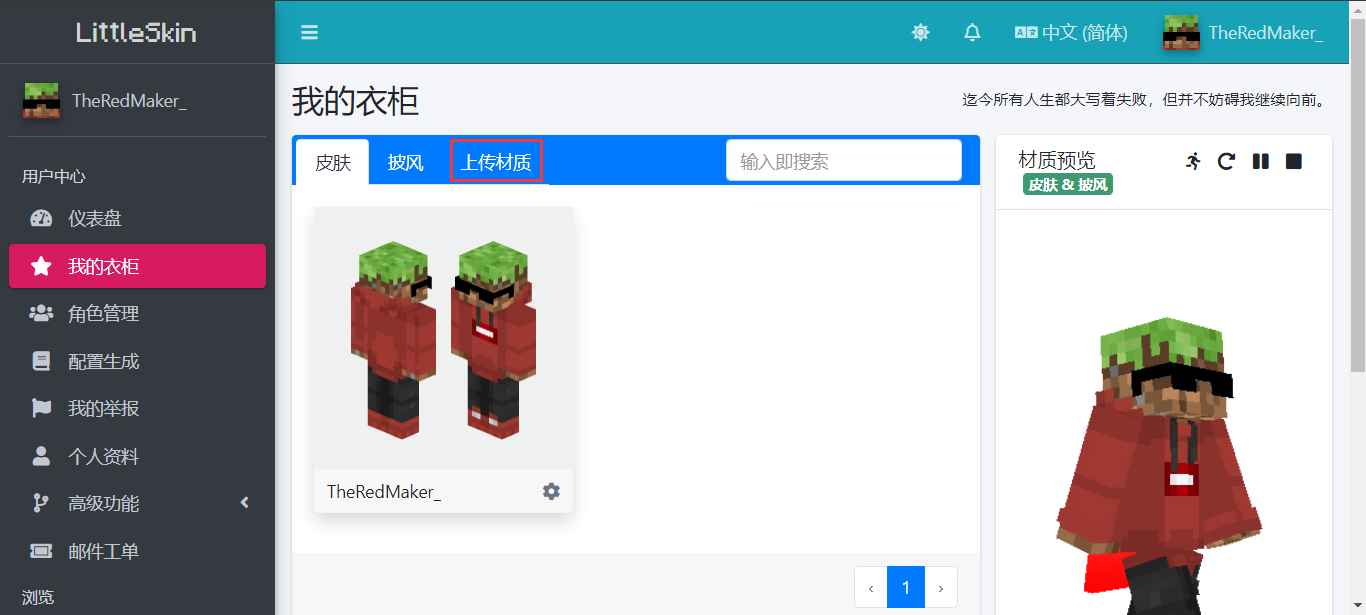 LittleSkin
中文 (简体)
TheRedMaker_
TheRedMaker_
用户中心
仪表盘
我的衣柜
角色管理
配置生成
我的举报
个人资料
高级功能
邮件工单
浏览
我的衣柜
迄今所有人生都大写着失败，但并不妨碍我继续向前。
皮肤
披风
上传材质
输入即搜索
TheRedMaker_
‹
1
›
材质预览
皮肤 & 披风